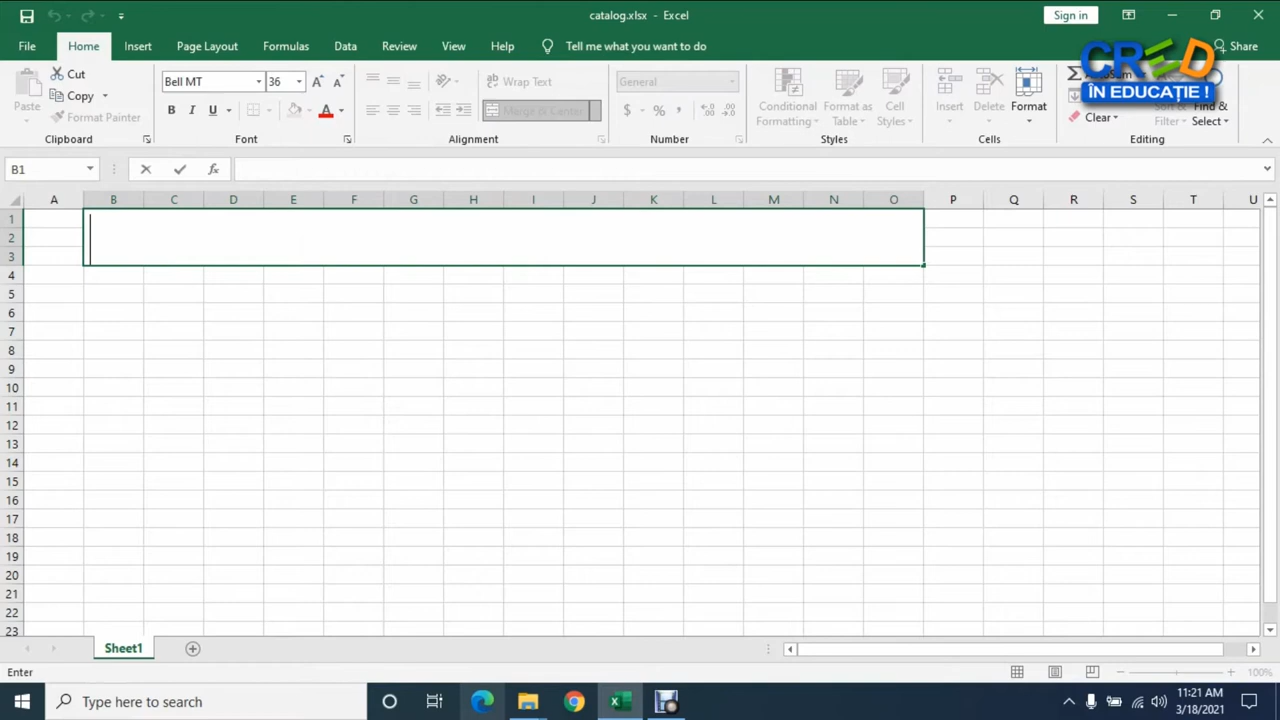 catalog.xlsx - Excel
Sign in
File Home Insert Page Layout Formulas Data Review View Help Tell me what you want to do Share
CRED
ÎN EDUCAȚIE !
Paste
Cut
Copy
Format Painter
Clipboard
Bell MT 36
B I U
Font
Wrap Text
Merge & Center
Alignment
General
$ % ,
Number
Conditional Formatting
Format as Table
Cell Styles
Styles
Insert Delete Format
Cells
Clear
Sort & Filter
Find & Select
Editing
B1
fx
A B C D E F G H I J K L M N O P Q R S T U
1
2
3
4
5
6
7
8
9
10
11
12
13
14
15
16
17
18
19
20
21
22
23
Sheet1
Enter
100%
Type here to search
11:21 AM
3/18/2021